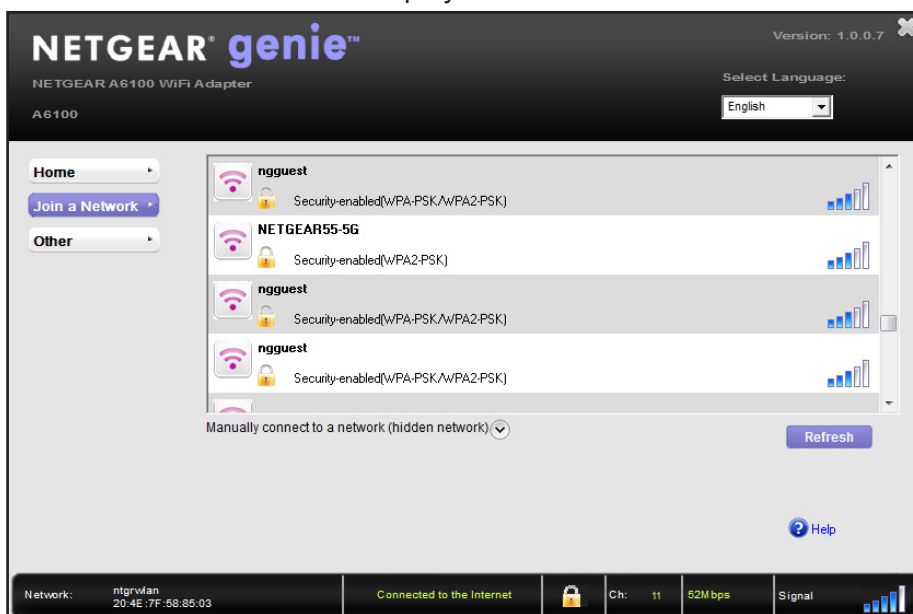 NETGEAR® genie™
Version: 1.0.0.7
NETGEAR A6100 WiFi Adapter
Select Language:
A6100
English
Home
Join a Network
Other
ngguest
Security-enabled(WPA-PSK/WPA2-PSK)
NETGEAR55-5G
Security-enabled(WPA2-PSK)
ngguest
Security-enabled(WPA-PSK/WPA2-PSK)
ngguest
Security-enabled(WPA-PSK/WPA2-PSK)
Manually connect to a network (hidden network)
Refresh
Help
Network: ntgrwlan
20:4E:7F:58:85:03
Connected to the Internet
Ch: 11
52Mbps
Signal